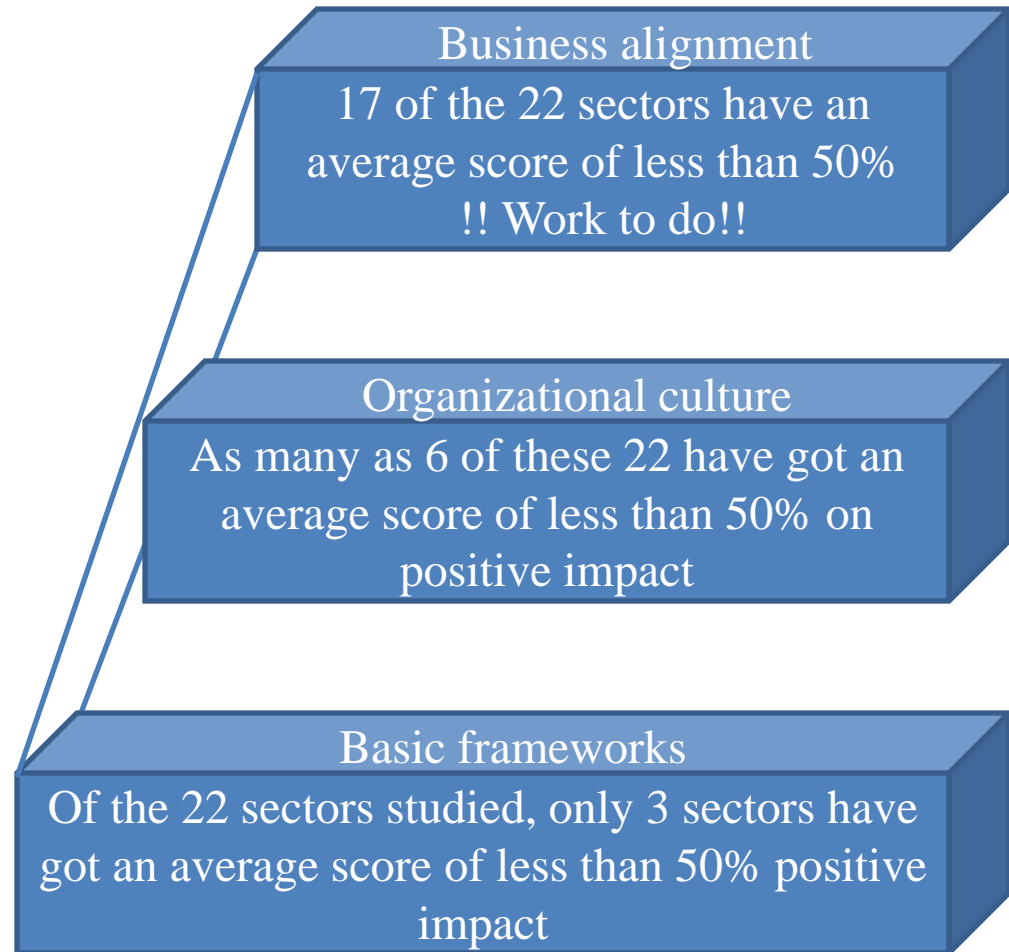 Business alignment
17 of the 22 sectors have an
average score of less than 50%
!! Work to do!!
Organizational culture
As many as 6 of these 22 have got an
average score of less than 50% on
positive impact
Basic frameworks
Of the 22 sectors studied, only 3 sectors have
got an average score of less than 50% positive
impact